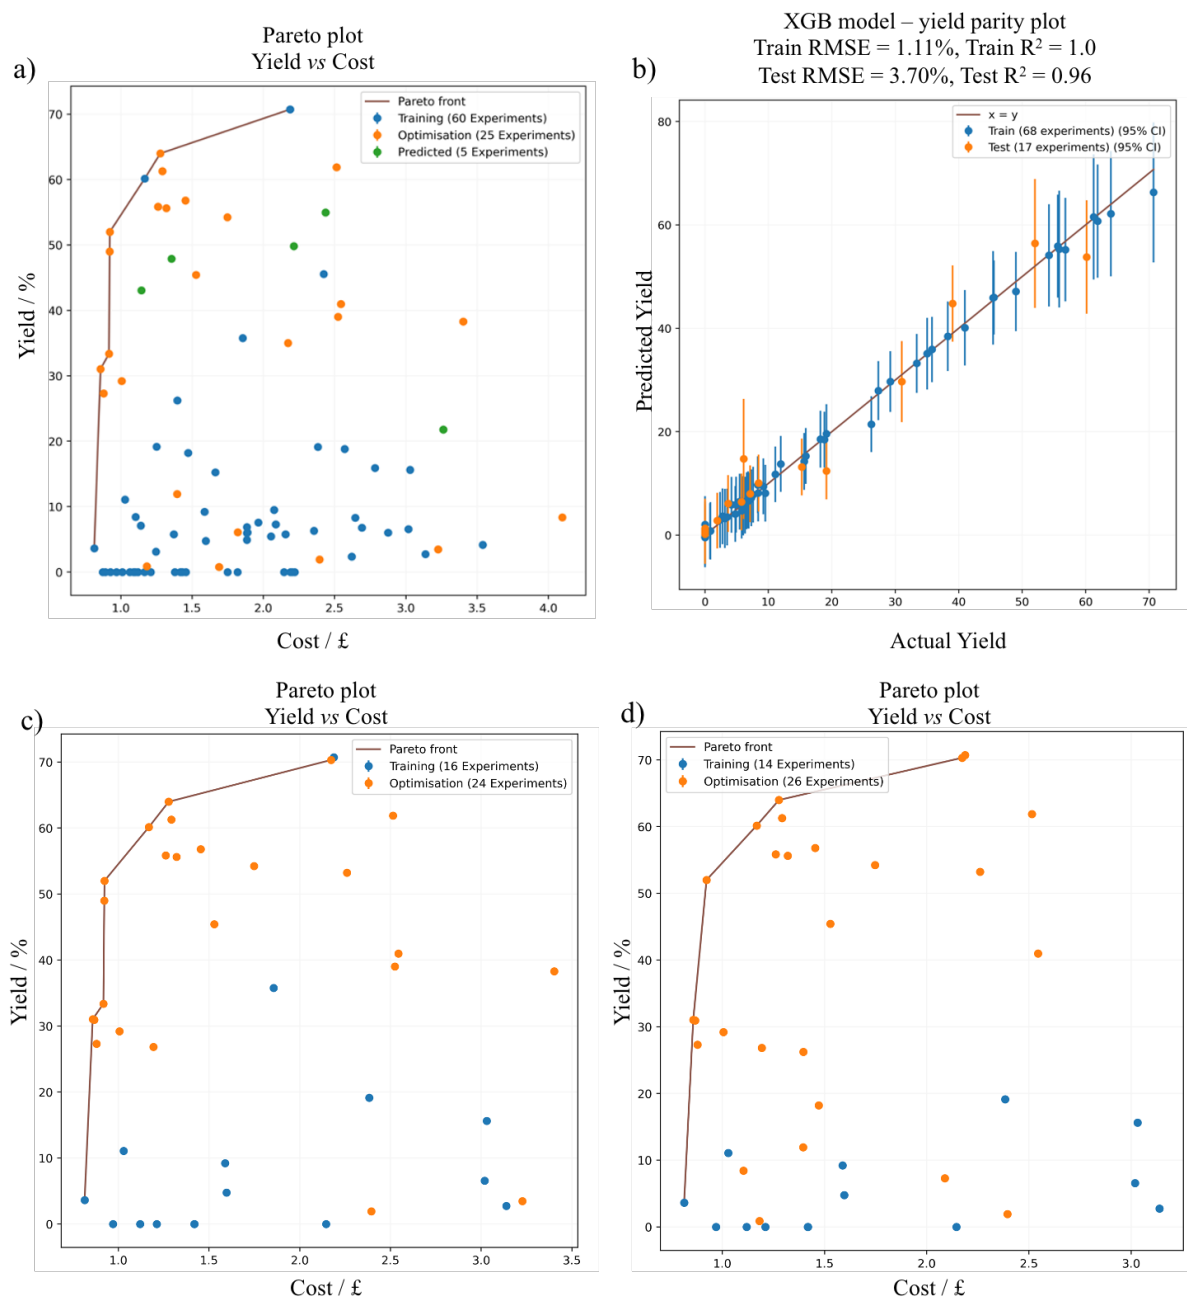 a)
Pareto plot
Yield vs Cost
Pareto front
Training (60 Experiments)
Optimisation (25 Experiments)
Predicted (5 Experiments)
Yield / %
70
60
50
40
30
20
10
0
1.0 1.5 2.0 2.5 3.0 3.5 4.0
Cost / £
b)
XGB model – yield parity plot
Train RMSE = 1.11%, Train R² = 1.0
Test RMSE = 3.70%, Test R² = 0.96
x = y
Train (68 experiments) (95% CI)
Test (17 experiments) (95% CI)
Predicted Yield
80
60
40
20
0
0 10 20 30 40 50 60 70
Actual Yield
c)
Pareto plot
Yield vs Cost
Pareto front
Training (16 Experiments)
Optimisation (24 Experiments)
Yield / %
70
60
50
40
30
20
10
0
1.0 1.5 2.0 2.5 3.0 3.5
Cost / £
d)
Pareto plot
Yield vs Cost
Pareto front
Training (14 Experiments)
Optimisation (26 Experiments)
Yield / %
70
60
50
40
30
20
10
0
1.0 1.5 2.0 2.5 3.0
Cost / £